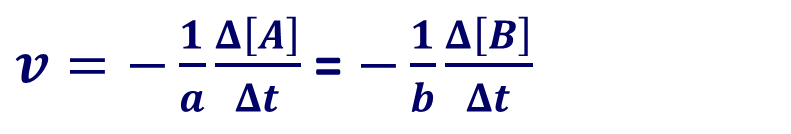 v = − 1/a Δ[A]/Δt = − 1/b Δ[B]/Δt